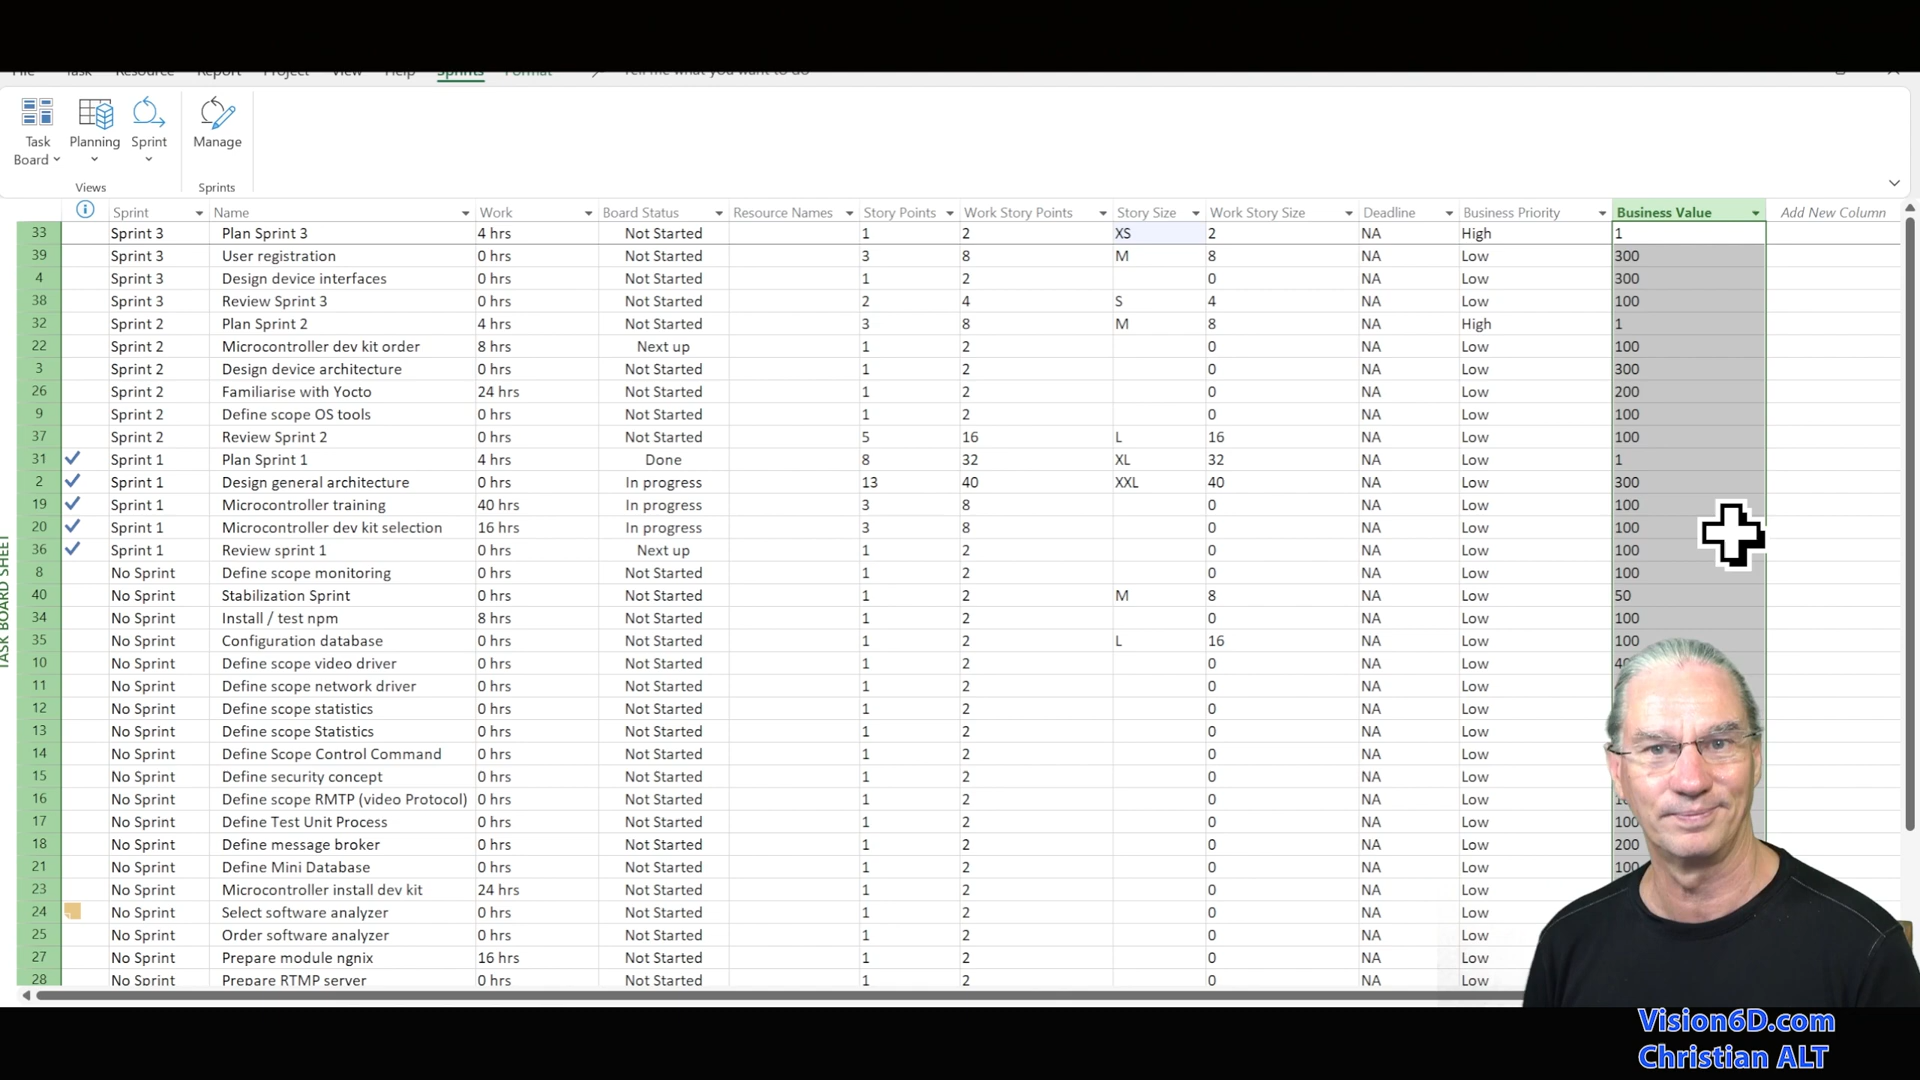 File Task Resource Report Project View Help Sprints Format Tell me what you want to do
Task Board Planning Sprint Manage
Views Sprints
Sprint Name Work Board Status Resource Names Story Points Work Story Points Story Size Work Story Size Deadline Business Priority Business Value Add New Column
33 Sprint 3 Plan Sprint 3 4 hrs Not Started 1 2 XS 2 NA High 1
39 Sprint 3 User registration 0 hrs Not Started 3 8 M 8 NA Low 300
4 Sprint 3 Design device interfaces 0 hrs Not Started 1 2 0 NA Low 300
38 Sprint 3 Review Sprint 3 0 hrs Not Started 2 4 S 4 NA Low 100
32 Sprint 2 Plan Sprint 2 4 hrs Not Started 3 8 M 8 NA High 1
22 Sprint 2 Microcontroller dev kit order 8 hrs Next up 1 2 0 NA Low 100
3 Sprint 2 Design device architecture 0 hrs Not Started 1 2 0 NA Low 300
26 Sprint 2 Familiarise with Yocto 24 hrs Not Started 1 2 0 NA Low 200
9 Sprint 2 Define scope OS tools 0 hrs Not Started 1 2 0 NA Low 100
37 Sprint 2 Review Sprint 2 0 hrs Not Started 5 16 L 16 NA Low 100
31 Sprint 1 Plan Sprint 1 4 hrs Done 8 32 XL 32 NA Low 1
2 Sprint 1 Design general architecture 0 hrs In progress 13 40 XXL 40 NA Low 300
19 Sprint 1 Microcontroller training 40 hrs In progress 3 8 0 NA Low 100
20 Sprint 1 Microcontroller dev kit selection 16 hrs In progress 3 8 0 NA Low 100
36 Sprint 1 Review sprint 1 0 hrs Next up 1 2 0 NA Low 100
8 No Sprint Define scope monitoring 0 hrs Not Started 1 2 0 NA Low 100
40 No Sprint Stabilization Sprint 0 hrs Not Started 1 2 M 8 NA Low 50
34 No Sprint Install / test npm 8 hrs Not Started 1 2 0 NA Low 100
35 No Sprint Configuration database 0 hrs Not Started 1 2 L 16 NA Low 100
10 No Sprint Define scope video driver 0 hrs Not Started 1 2 0 NA Low
11 No Sprint Define scope network driver 0 hrs Not Started 1 2 0 NA Low
12 No Sprint Define scope statistics 0 hrs Not Started 1 2 0 NA Low
13 No Sprint Define scope Statistics 0 hrs Not Started 1 2 0 NA Low
14 No Sprint Define Scope Control Command 0 hrs Not Started 1 2 0 NA Low
15 No Sprint Define security concept 0 hrs Not Started 1 2 0 NA Low
16 No Sprint Define scope RMTP (video Protocol) 0 hrs Not Started 1 2 0 NA Low
17 No Sprint Define Test Unit Process 0 hrs Not Started 1 2 0 NA Low 100
18 No Sprint Define message broker 0 hrs Not Started 1 2 0 NA Low 200
21 No Sprint Define Mini Database 0 hrs Not Started 1 2 0 NA Low 100
23 No Sprint Microcontroller install dev kit 24 hrs Not Started 1 2 0 NA Low
24 No Sprint Select software analyzer 0 hrs Not Started 1 2 0 NA Low
25 No Sprint Order software analyzer 0 hrs Not Started 1 2 0 NA Low
27 No Sprint Prepare module ngnix 16 hrs Not Started 1 2 0 NA Low
28 No Sprint Prepare RTMP server 0 hrs Not Started 1 2 0 NA Low
TASK BOARD SHEET
Vision6D.com
Christian ALT